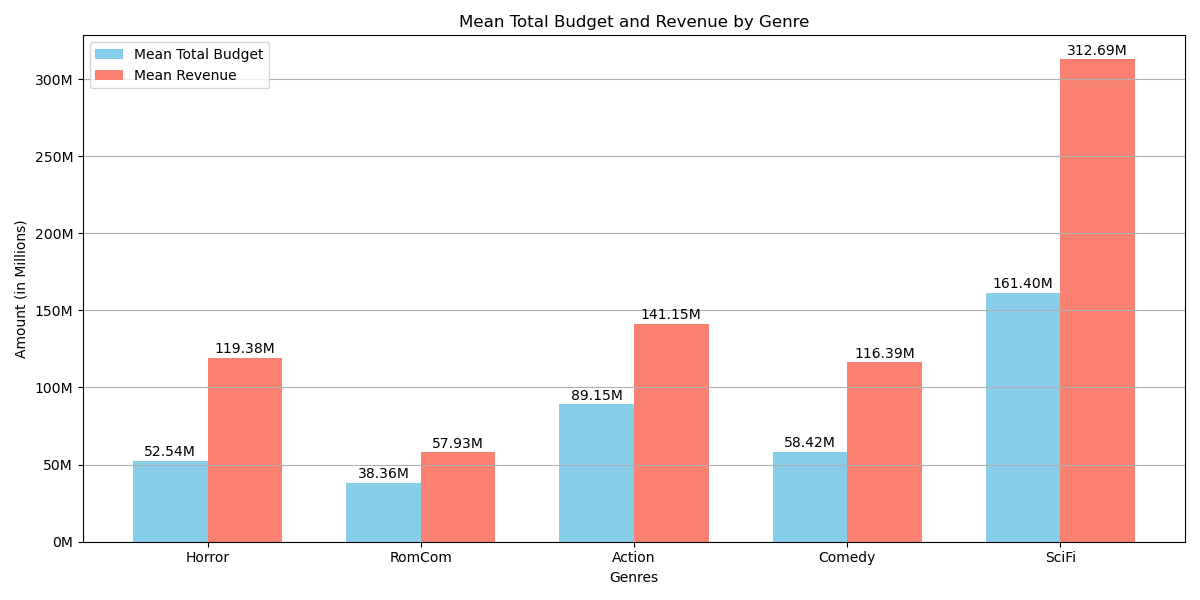 Mean Total Budget and Revenue by Genre
Mean Total Budget
Mean Revenue
Amount (in Millions)
300M
250M
200M
150M
100M
50M
0M
52.54M
119.38M
38.36M
57.93M
89.15M
141.15M
58.42M
116.39M
161.40M
312.69M
Horror
RomCom
Action
Comedy
SciFi
Genres